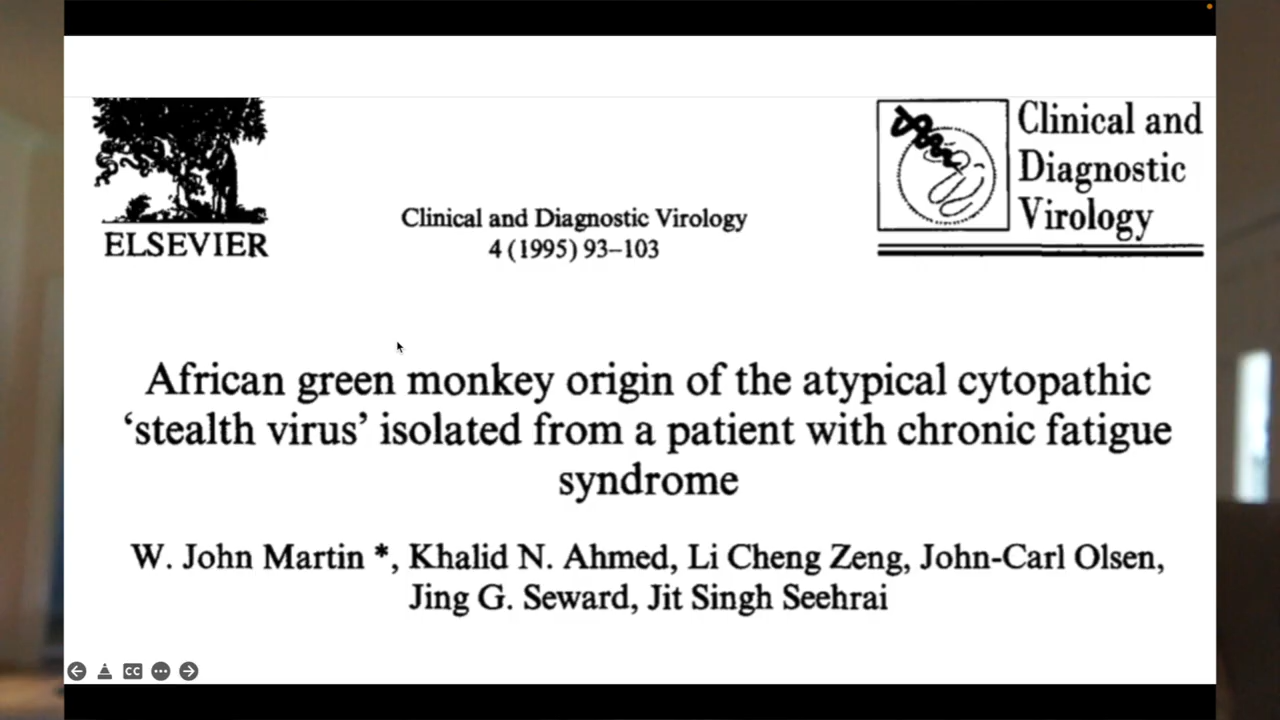 ELSEVIER
Clinical and Diagnostic Virology
4 (1995) 93–103
Clinical and
Diagnostic
Virology
African green monkey origin of the atypical cytopathic
‘stealth virus’ isolated from a patient with chronic fatigue
syndrome
W. John Martin *, Khalid N. Ahmed, Li Cheng Zeng, John-Carl Olsen,
Jing G. Seward, Jit Singh Seehrai
CC